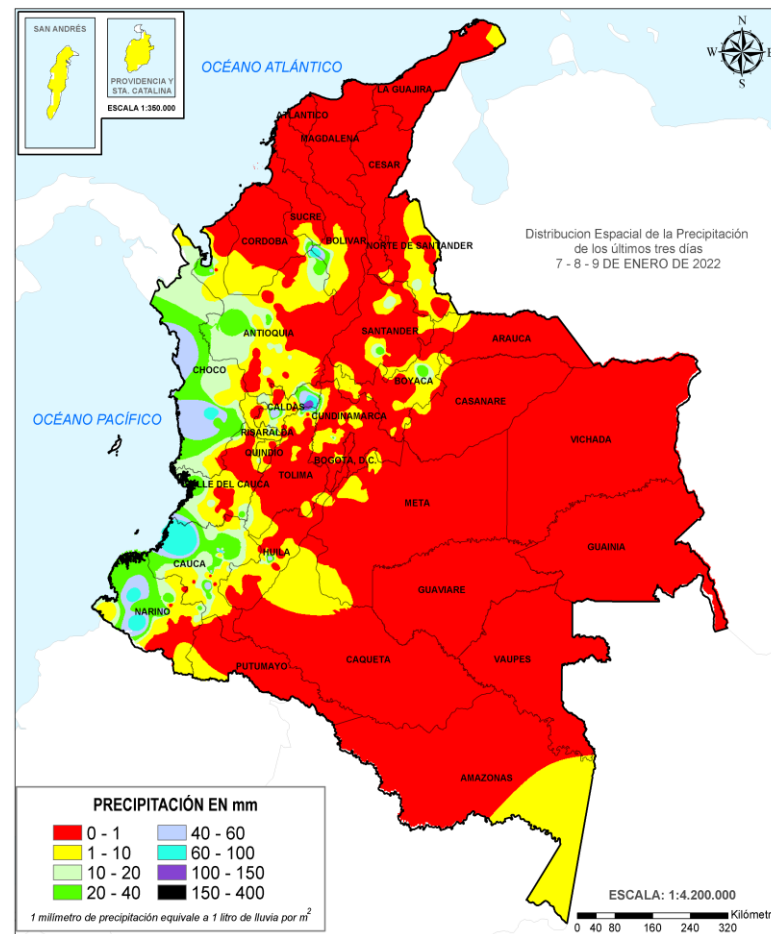 SAN ANDRÉS
PROVIDENCIA Y
STA. CATALINA
ESCALA 1:350.000
OCÉANO ATLÁNTICO
N
W
E
S
LA GUAJIRA
ATLANTICO
MAGDALENA
CESAR
SUCRE
CORDOBA
BOLIVAR
NORTE DE SANTANDER
Distribucion Espacial de la Precipitación
de los últimos tres días
7 - 8 - 9 DE ENERO DE 2022
ANTIOQUIA
SANTANDER
ARAUCA
CHOCO
BOYACA
OCÉANO PACÍFICO
CALDAS
CUNDINAMARCA
CASANARE
RISARALDA
VICHADA
QUINDIO
BOGOTA, D.C.
TOLIMA
VALLE DEL CAUCA
META
GUAINIA
HUILA
CAUCA
GUAVIARE
NARIÑO
CAQUETA
VAUPES
PUTUMAYO
AMAZONAS
PRECIPITACIÓN EN mm
0 - 1
40 - 60
1 - 10
60 - 100
10 - 20
100 - 150
20 - 40
150 - 400
1 milímetro de precipitación equivale a 1 litro de lluvia por m²
ESCALA: 1:4.200.000
Kilómetr
0 40 80 160 240 320